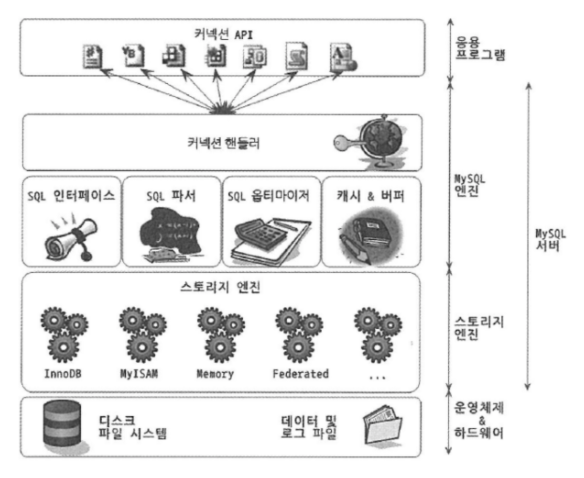 커넥션 API
응용
프로그램
커넥션 핸들러
SQL 인터페이스
SQL 파서
SQL 옵티마이저
캐시 & 버퍼
MySQL
엔진
MySQL
서버
스토리지 엔진
InnoDB
MyISAM
Memory
Federated
...
스토리지
엔진
디스크
파일 시스템
데이터 및
로그 파일
운영체제
&
하드웨어